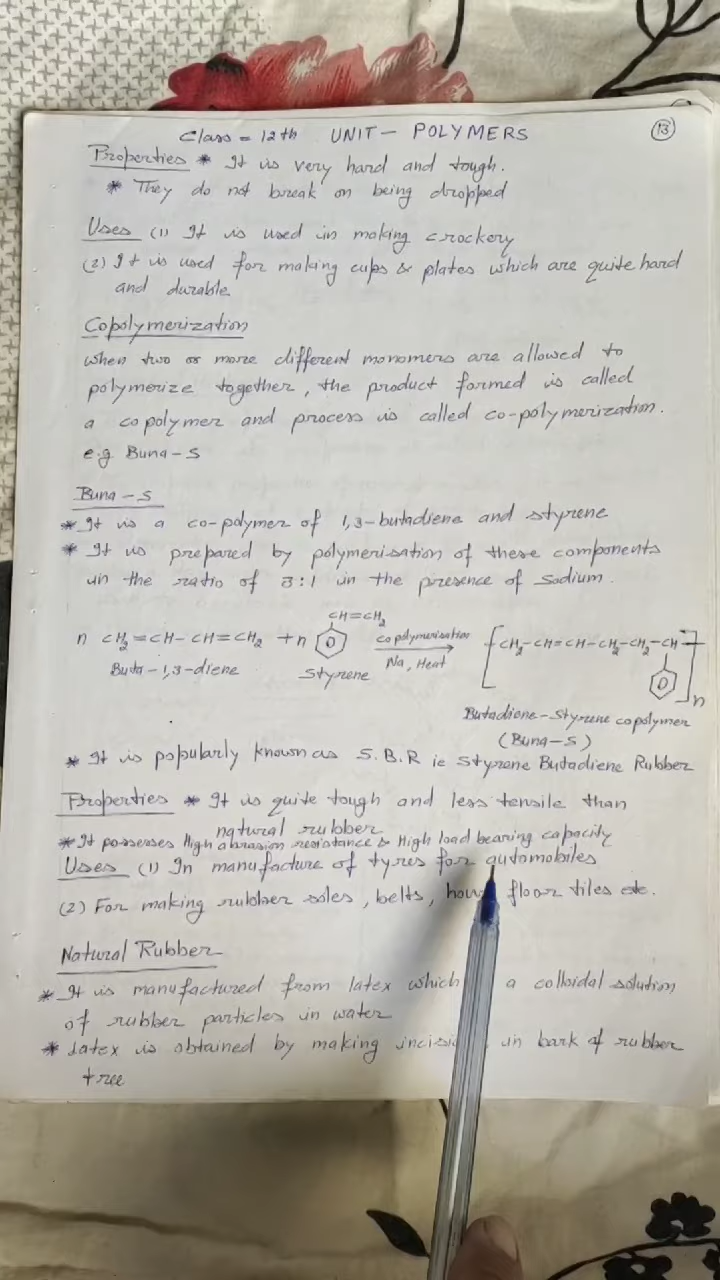 Class = 12th UNIT - POLYMERS
13
Properties * It is very hard and tough.
* They do not break on being dropped
Uses (1) It is used in making crockery
(2) It is used for making cups & plates which are quite hard
and durable
Copolymerization
when two or more different monomers are allowed to
polymerize together, the product formed is called
a copolymer and process is called co-polymerization.
e.g Buna-S
Buna-S
* It is a co-polymer of 1,3-butadiene and styrene
* It is prepared by polymerisation of these components
in the ratio of 3:1 in the presence of Sodium.
CH=CH₂
n CH₂=CH-CH=CH₂ + n copolymerisation [CH₂-CH=CH-CH₂-CH₂-CH]n
Buta-1,3-diene Styrene Na, Heat
Butadiene-Styrene copolymer
(Buna-S)
* It is popularly known as S.B.R ie Styrene Butadiene Rubber
Properties * It is quite tough and less tensile than
natural rubber
* It possesses High abrasion resistance & High load bearing capacity
Uses (1) In manufacture of tyres for automobiles
(2) For making rubber soles, belts, floor tiles etc.
Natural Rubber
* It is manufactured from latex which a colloidal solution
of rubber particles in water
* Latex is obtained by making in bark of rubber
tree